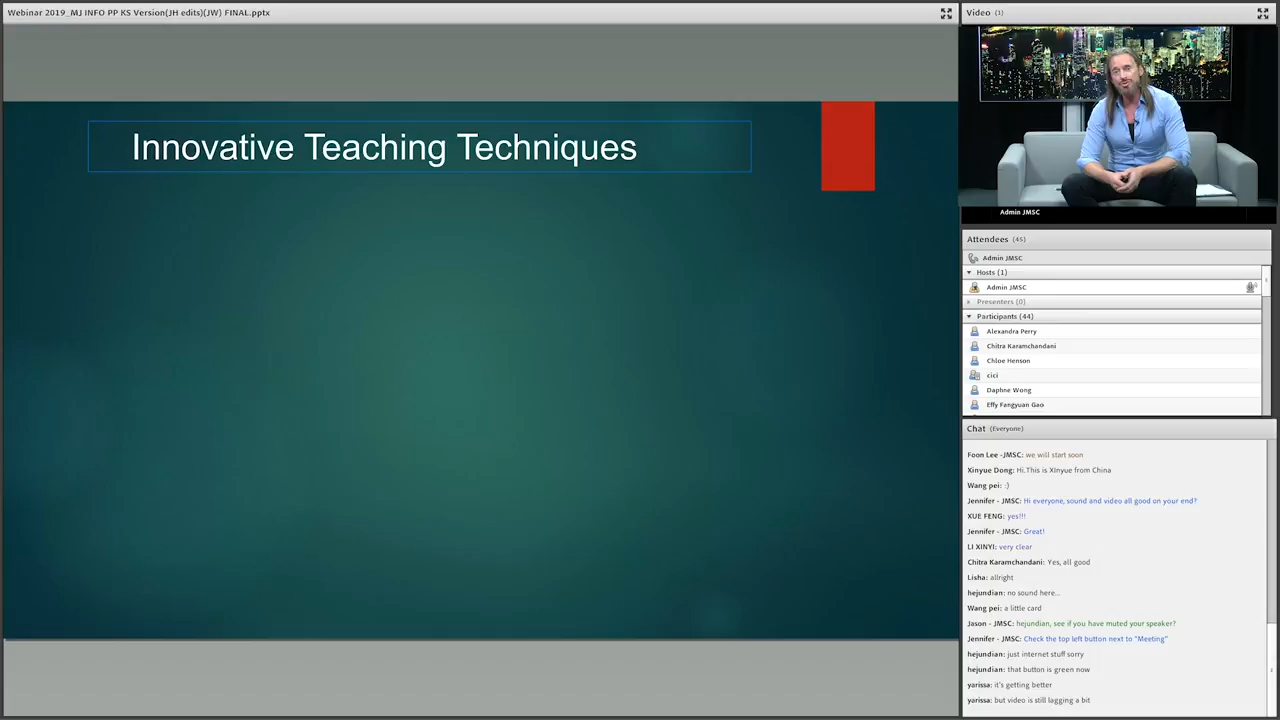 Webinar 2019_MJ INFO PP KS Version(JH edits)(JW) FINAL.pptx
Innovative Teaching Techniques
Video (1)
Admin JMSC
Attendees (45)
Admin JMSC
Hosts (1)
Admin JMSC
Presenters (0)
Participants (44)
Alexandra Perry
Chitra Karamchandani
Chloe Henson
cici
Daphne Wong
Effy Fangyuan Gao
Chat (Everyone)
Foon Lee -JMSC: we will start soon
Xinyue Dong: Hi.This is XInyue from China
Wang pei: :)
Jennifer - JMSC: Hi everyone, sound and video all good on your end?
XUE FENG: yes!!!
Jennifer - JMSC: Great!
LI XINYI: very clear
Chitra Karamchandani: Yes, all good
Lisha: allright
hejundian: no sound here...
Wang pei: a little card
Jason - JMSC: hejundian, see if you have muted your speaker?
Jennifer - JMSC: Check the top left button next to "Meeting"
hejundian: just internet stuff sorry
hejundian: that button is green now
yarissa: it's getting better
yarissa: but video is still lagging a bit